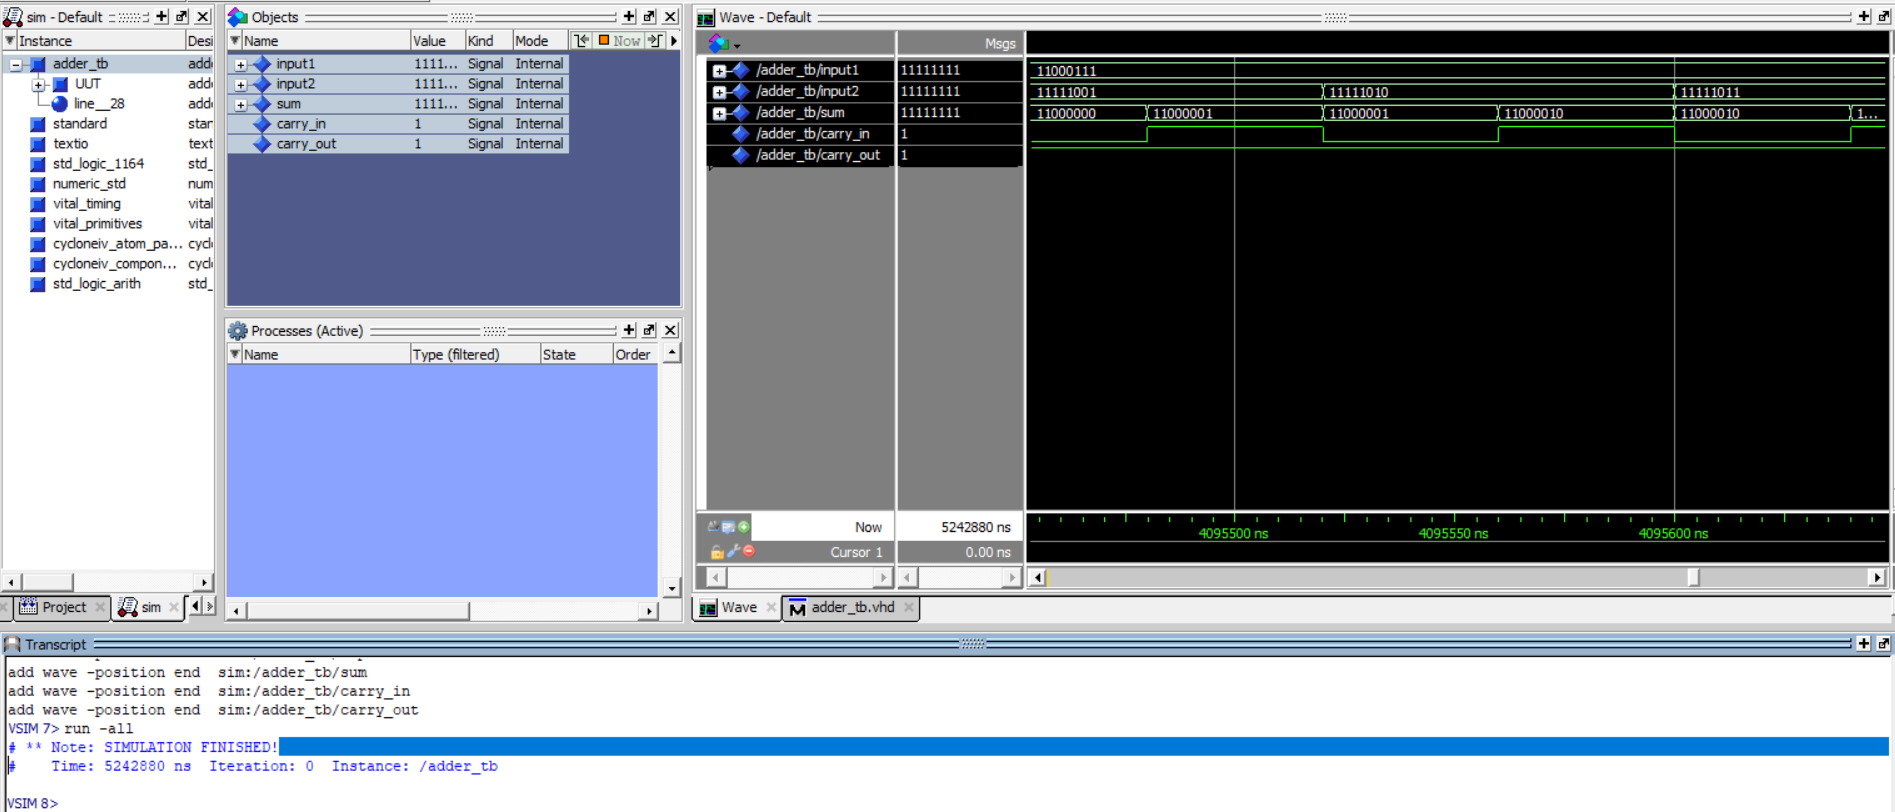 sim - Default
Instance Desi
adder_tb add
UUT add
line__28 add
standard stan
textio text
std_logic_1164 std_
numeric_std num
vital_timing vital
vital_primitives vital
cycloneiv_atom_pa... cycl
cycloneiv_compon... cycl
std_logic_arith std_
Project
sim
Objects
Name Value Kind Mode Now
input1 1111... Signal Internal
input2 1111... Signal Internal
sum 1111... Signal Internal
carry_in 1 Signal Internal
carry_out 1 Signal Internal
Processes (Active)
Name Type (filtered) State Order
Wave - Default
Msgs
/adder_tb/input1 11111111 11000111
/adder_tb/input2 11111111 11111001 11111010 11111011
/adder_tb/sum 11111111 11000000 11000001 11000001 11000010 11000010 1...
/adder_tb/carry_in 1
/adder_tb/carry_out 1
Now 5242880 ns 4095500 ns 4095550 ns 4095600 ns
Cursor 1 0.00 ns
Wave
adder_tb.vhd
Transcript
add wave -position end sim:/adder_tb/sum
add wave -position end sim:/adder_tb/carry_in
add wave -position end sim:/adder_tb/carry_out
VSIM 7> run -all
# ** Note: SIMULATION FINISHED!
# Time: 5242880 ns Iteration: 0 Instance: /adder_tb
VSIM 8>